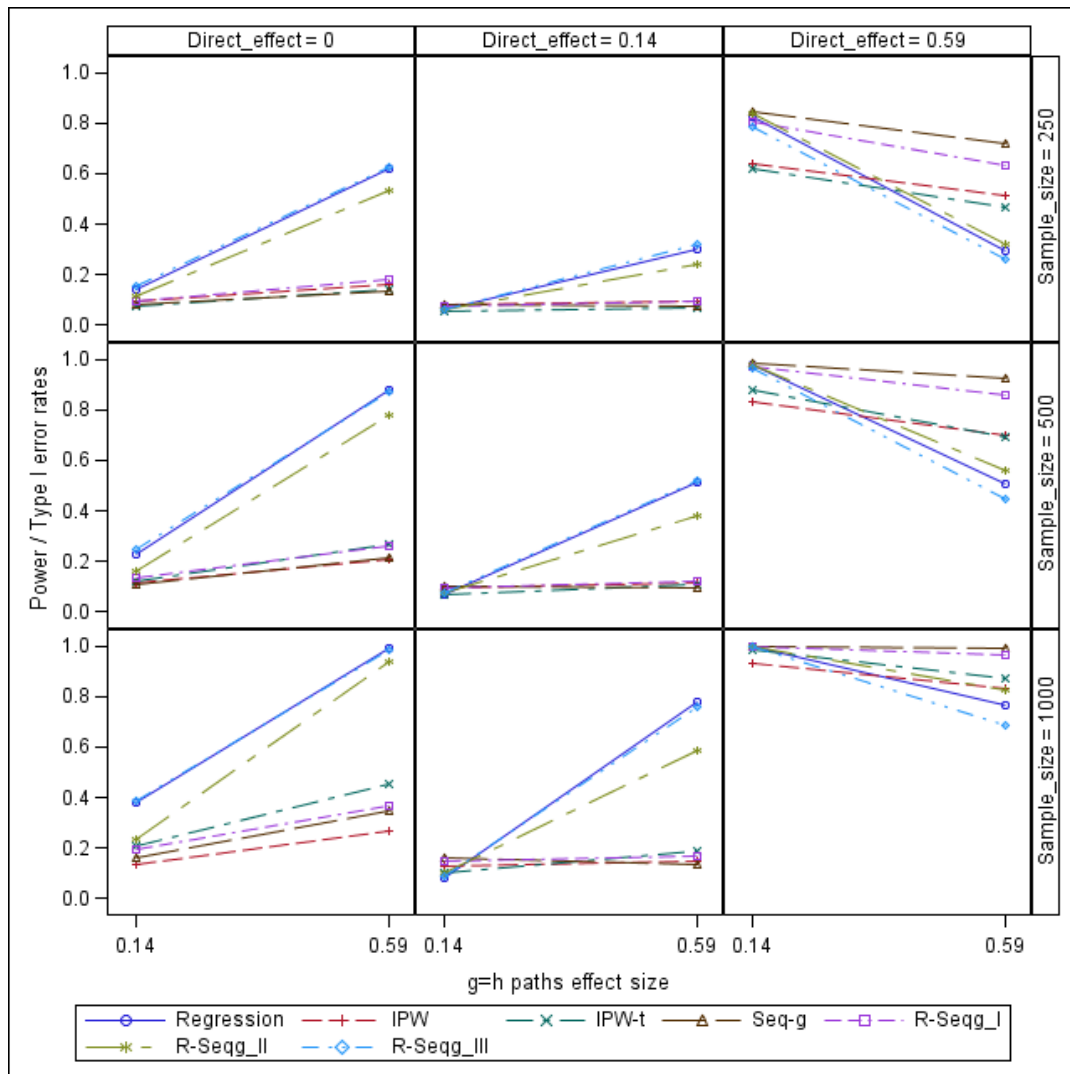 Direct_effect = 0
Direct_effect = 0.14
Direct_effect = 0.59
1.0
0.8
0.6
0.4
0.2
0.0
Sample_size = 250
1.0
0.8
0.6
0.4
0.2
0.0
Sample_size = 500
1.0
0.8
0.6
0.4
0.2
0.0
Sample_size = 1000
Power / Type I error rates
0.14
0.59
0.14
0.59
0.14
0.59
g=h paths effect size
Regression
IPW
IPW-t
Seq-g
R-Seqg_I
R-Seqg_II
R-Seqg_III